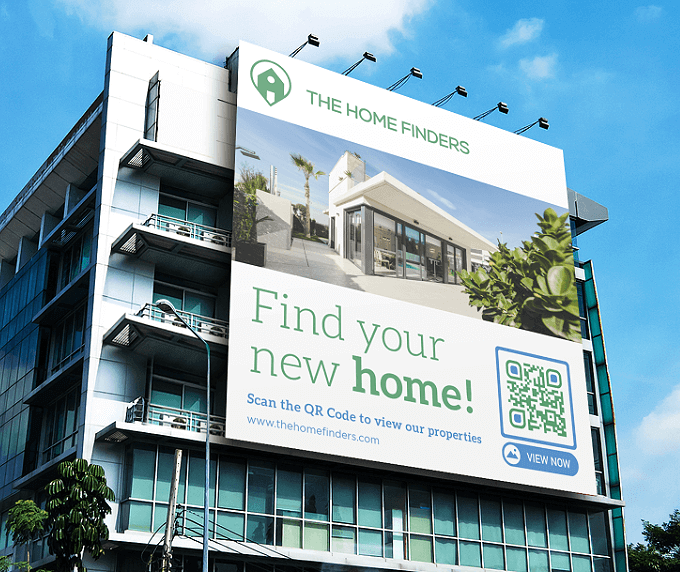 THE HOME FINDERS
Find your
new home!
Scan the QR Code to view our properties
www.thehomefinders.com
VIEW NOW